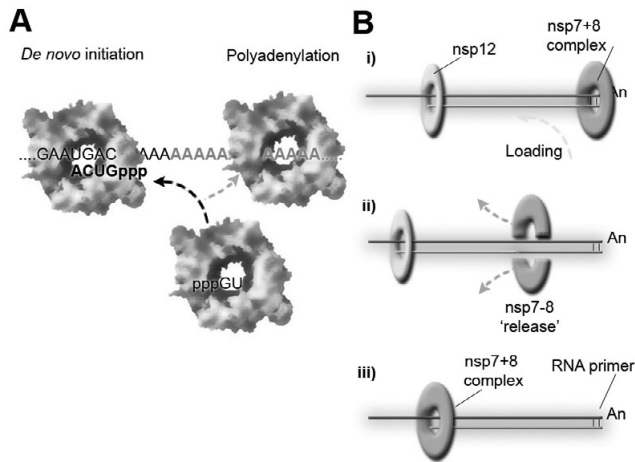 A
De novo initiation
Polyadenylation
....GAAUGAC AAAAAAAA AAAAA.....
ACUGppp
pppGU
B
i)
nsp12
nsp7+8
complex
An
Loading
ii)
An
nsp7-8
‘release’
iii)
nsp7+8
complex
RNA primer
An